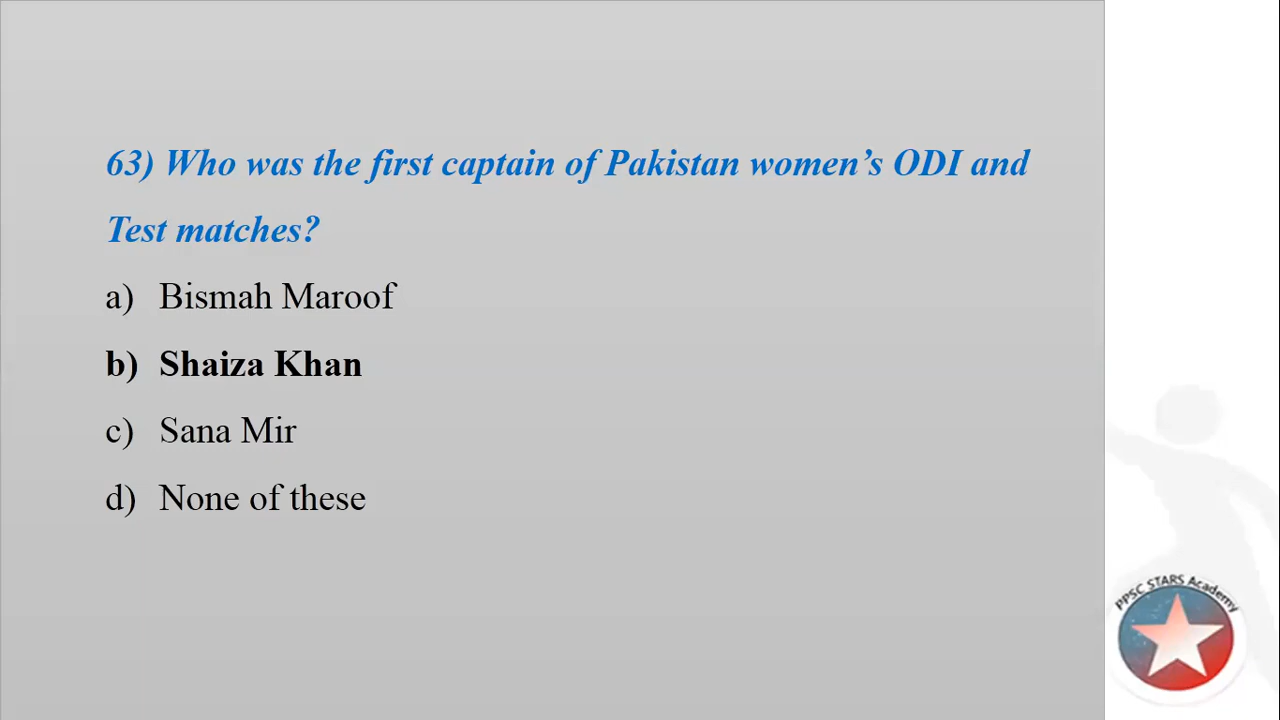 63) Who was the first captain of Pakistan women’s ODI and
Test matches?
a) Bismah Maroof
b) Shaiza Khan
c) Sana Mir
d) None of these
PPSC STARS Academy